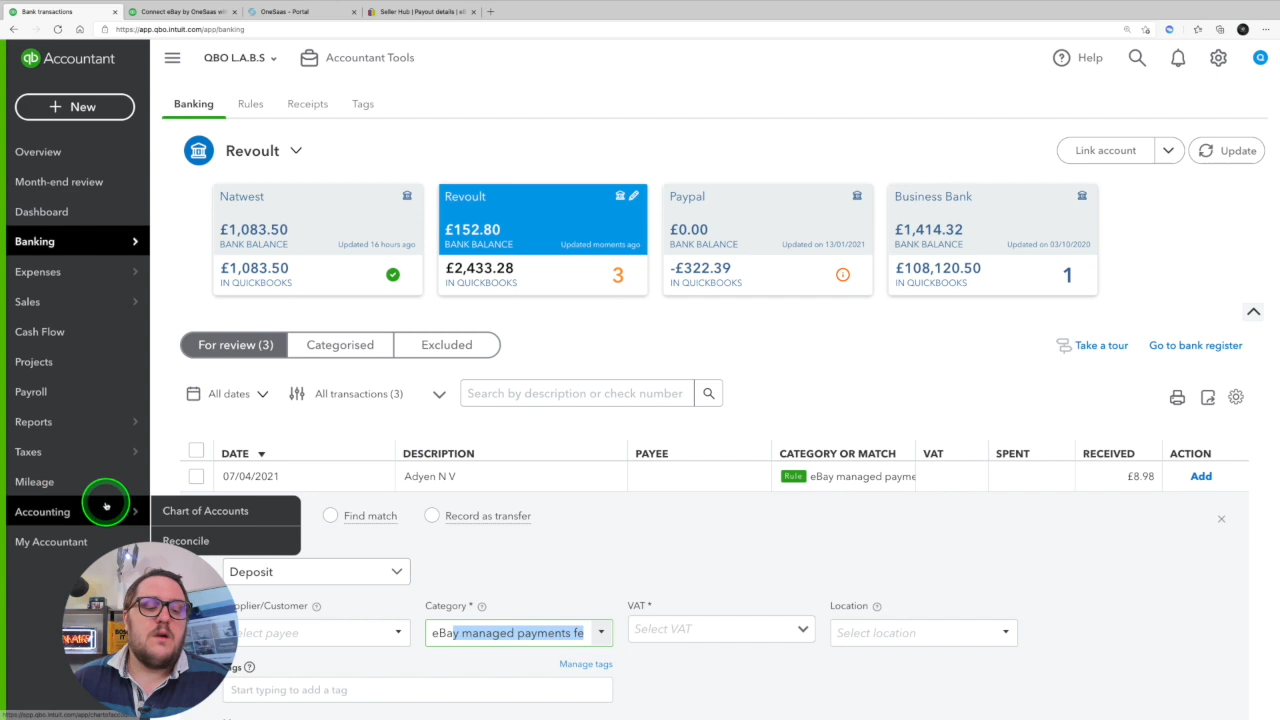 Bank transactions
Connect eBay by OneSaas with
OneSaas – Portal
Seller Hub | Payout details | eB
https://app.qbo.intuit.com/app/banking
qb Accountant
QBO L.A.B.S
Accountant Tools
Help
Q
+ New
Overview
Month-end review
Dashboard
Banking
Expenses
Sales
Cash Flow
Projects
Payroll
Reports
Taxes
Mileage
Accounting
My Accountant
Chart of Accounts
Reconcile
Banking
Rules
Receipts
Tags
Revoult
Link account
Update
Natwest
£1,083.50
BANK BALANCE
Updated 16 hours ago
£1,083.50
IN QUICKBOOKS
Revoult
£152.80
BANK BALANCE
Updated moments ago
£2,433.28
IN QUICKBOOKS
3
Paypal
£0.00
BANK BALANCE
Updated on 13/01/2021
-£322.39
IN QUICKBOOKS
Business Bank
£1,414.32
BANK BALANCE
Updated on 03/10/2020
£108,120.50
IN QUICKBOOKS
1
For review (3)
Categorised
Excluded
Take a tour
Go to bank register
All dates
All transactions (3)
Search by description or check number
DATE
DESCRIPTION
PAYEE
CATEGORY OR MATCH
VAT
SPENT
RECEIVED
ACTION
07/04/2021
Adyen N V
Rule
eBay managed payme
£8.98
Add
Find match
Record as transfer
Deposit
upplier/Customer
Category *
VAT *
Location
elect payee
eBay managed payments fe
Select VAT
Select location
ags
Manage tags
Start typing to add a tag